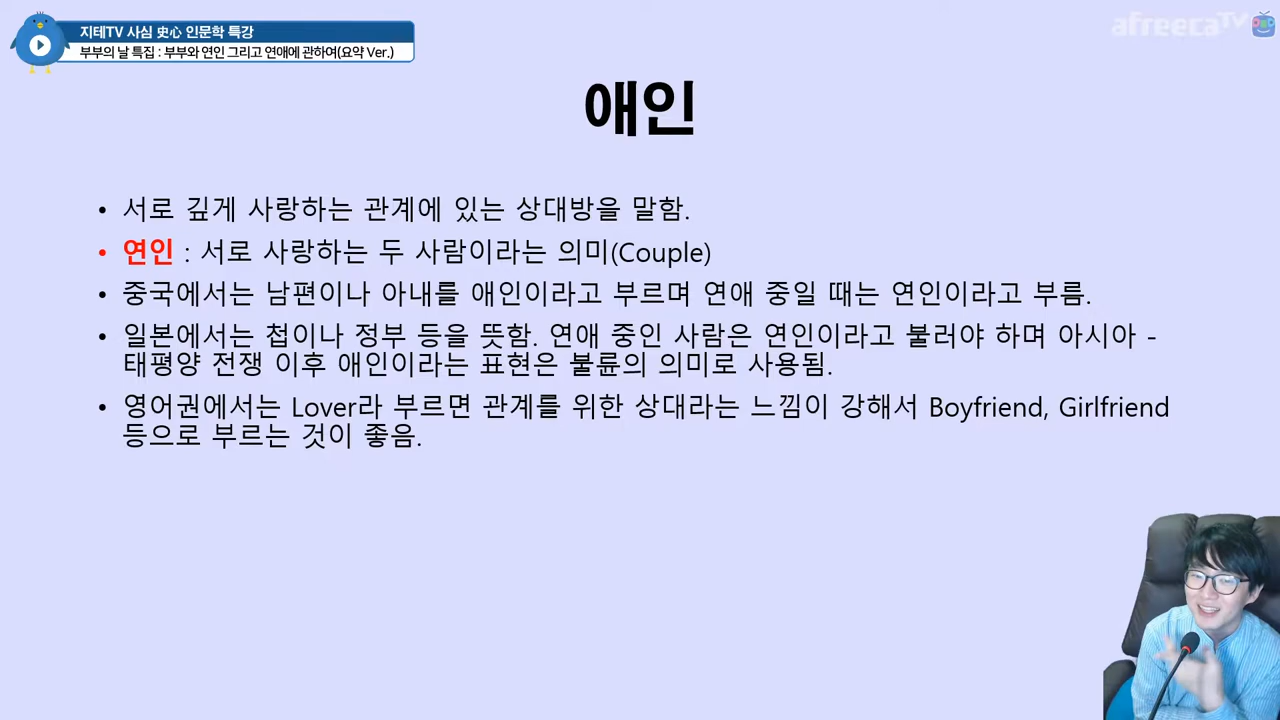 지테TV 사심 史心 인문학 특강
부부의 날 특집 : 부부와 연인 그리고 연애에 관하여(요약 Ver.)
afreecaTV
애인
• 서로 깊게 사랑하는 관계에 있는 상대방을 말함.
• 연인 : 서로 사랑하는 두 사람이라는 의미(Couple)
• 중국에서는 남편이나 아내를 애인이라고 부르며 연애 중일 때는 연인이라고 부름.
• 일본에서는 첩이나 정부 등을 뜻함. 연애 중인 사람은 연인이라고 불러야 하며 아시아 -
태평양 전쟁 이후 애인이라는 표현은 불륜의 의미로 사용됨.
• 영어권에서는 Lover라 부르면 관계를 위한 상대라는 느낌이 강해서 Boyfriend, Girlfriend
등으로 부르는 것이 좋음.